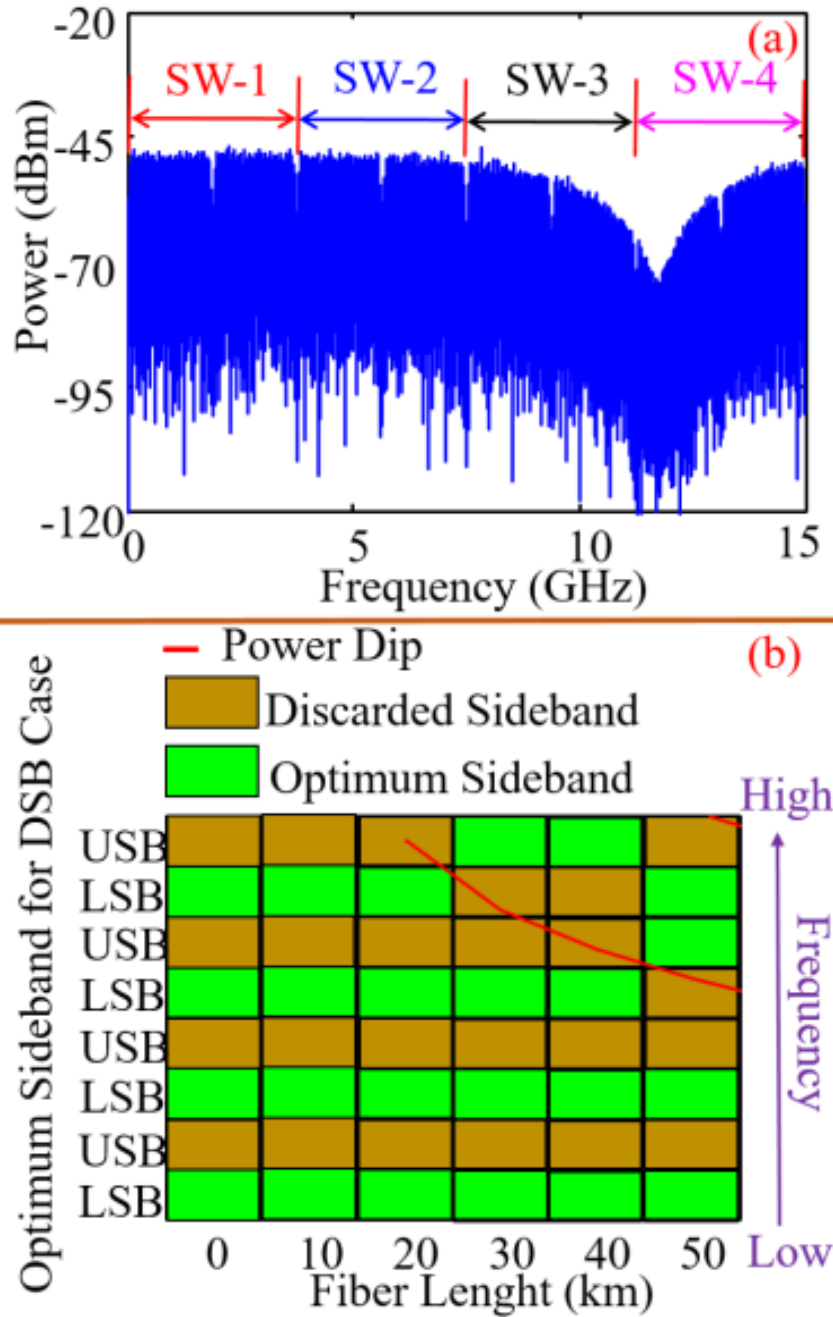 (a)
-20
-45
-70
-95
-120
Power (dBm)
SW-1 SW-2 SW-3 SW-4
0 5 10 15
Frequency (GHz)
(b)
Power Dip
Discarded Sideband
Optimum Sideband
Optimum Sideband for DSB Case
USB
LSB
USB
LSB
USB
LSB
USB
LSB
High
Frequency
Low
0 10 20 30 40 50
Fiber Lenght (km)